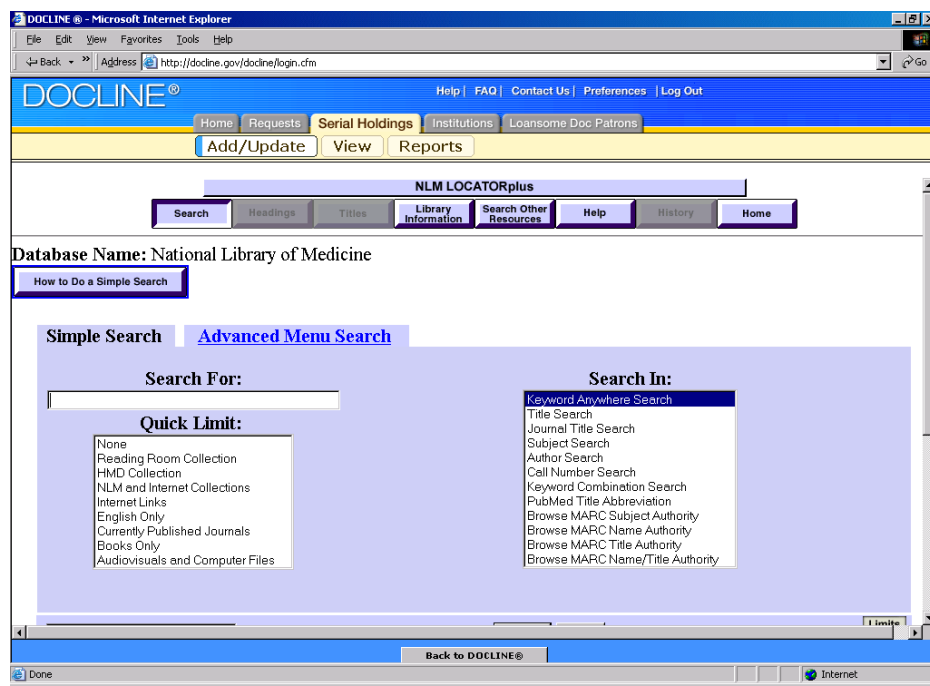 DOCLINE ® - Microsoft Internet Explorer
File Edit View Favorites Tools Help
Back » Address http://docline.gov/docline/login.cfm Go
DOCLINE®
Help | FAQ | Contact Us | Preferences | Log Out
Home Requests Serial Holdings Institutions Loansome Doc Patrons
Add/Update View Reports
NLM LOCATORplus
Search Headings Titles Library Information Search Other Resources Help History Home
Database Name: National Library of Medicine
How to Do a Simple Search
Simple Search Advanced Menu Search
Search For:
Quick Limit:
None
Reading Room Collection
HMD Collection
NLM and Internet Collections
Internet Links
English Only
Currently Published Journals
Books Only
Audiovisuals and Computer Files
Search In:
Keyword Anywhere Search
Title Search
Journal Title Search
Subject Search
Author Search
Call Number Search
Keyword Combination Search
PubMed Title Abbreviation
Browse MARC Subject Authority
Browse MARC Name Authority
Browse MARC Title Authority
Browse MARC Name/Title Authority
Limits
Back to DOCLINE®
Done Internet